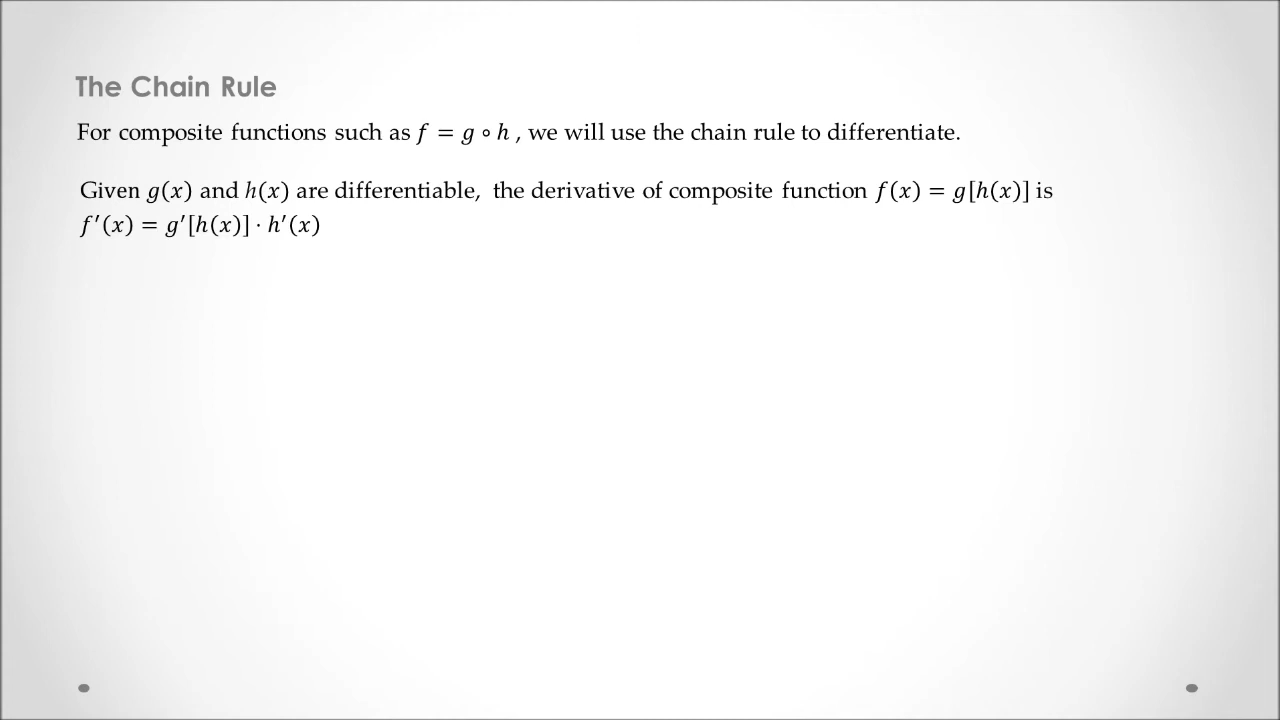 The Chain Rule
For composite functions such as 𝑓 = 𝑔 ∘ ℎ , we will use the chain rule to differentiate.
Given 𝑔(𝑥) and ℎ(𝑥) are differentiable, the derivative of composite function 𝑓(𝑥) = 𝑔[ℎ(𝑥)] is
𝑓′(𝑥) = 𝑔′[ℎ(𝑥)] · ℎ′(𝑥)